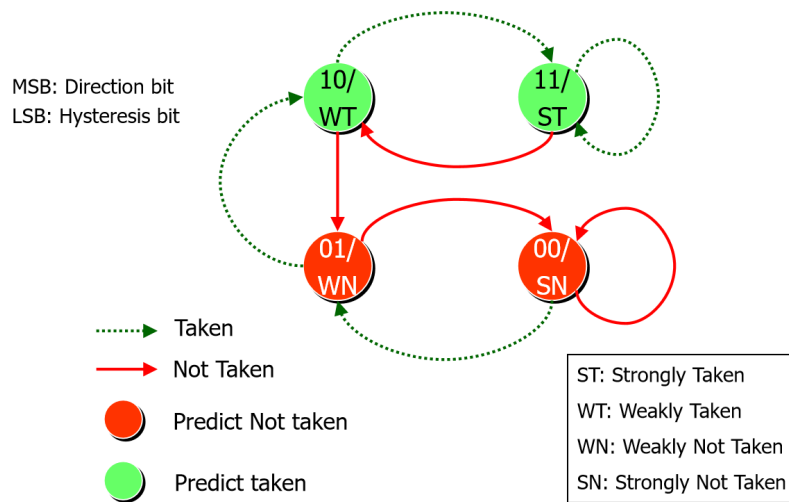 10/
WT
11/
ST
MSB: Direction bit
LSB: Hysteresis bit
01/
WN
00/
SN
Taken
Not Taken
Predict Not taken
Predict taken
ST: Strongly Taken
WT: Weakly Taken
WN: Weakly Not Taken
SN: Strongly Not Taken